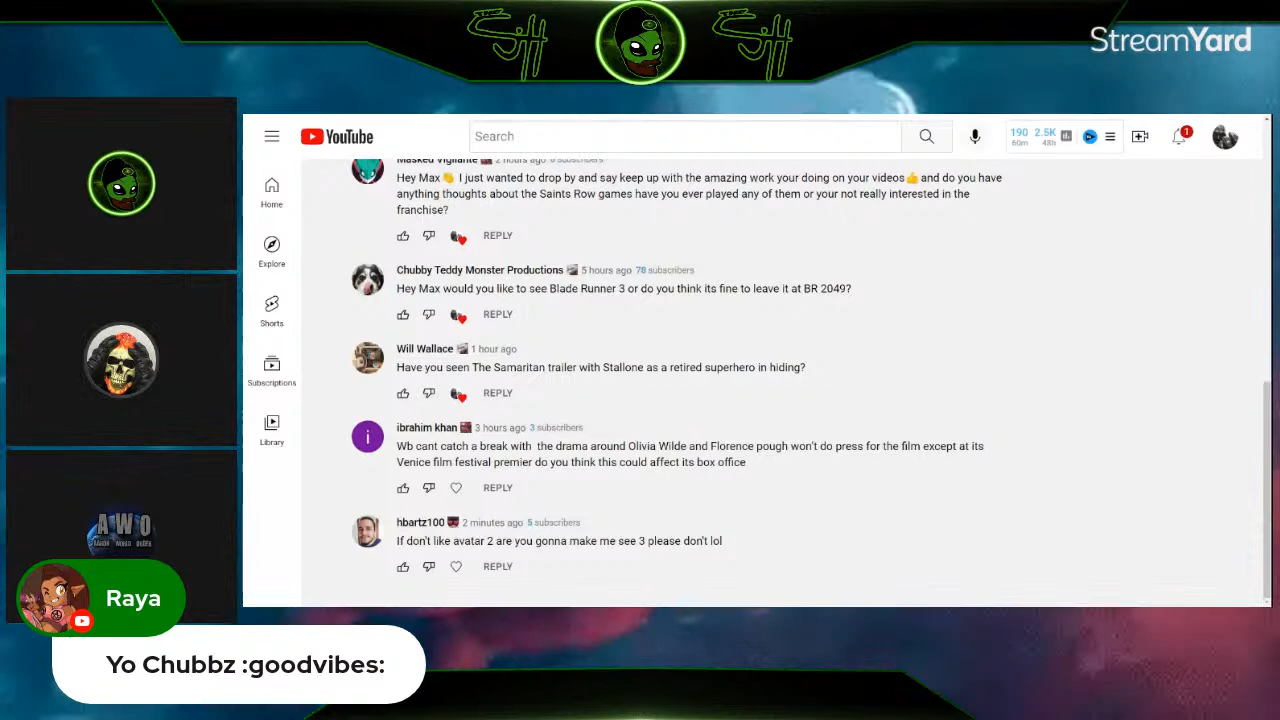 StreamYard
YouTube
Search
190
60m
2.5K
48h
1
Home
Explore
Shorts
Subscriptions
Library
Masked Vigilante 2 hours ago
Hey Max👋 I just wanted to drop by and say keep up with the amazing work your doing on your videos👍 and do you have
anything thoughts about the Saints Row games have you ever played any of them or your not really interested in the
franchise?
REPLY
Chubby Teddy Monster Productions 5 hours ago 78 subscribers
Hey Max would you like to see Blade Runner 3 or do you think its fine to leave it at BR 2049?
REPLY
Will Wallace 1 hour ago
Have you seen The Samaritan trailer with Stallone as a retired superhero in hiding?
REPLY
i
ibrahim khan 3 hours ago 3 subscribers
Wb cant catch a break with the drama around Olivia Wilde and Florence pough won't do press for the film except at its
Venice film festival premier do you think this could affect its box office
REPLY
hbartz100 2 minutes ago 5 subscribers
If don't like avatar 2 are you gonna make me see 3 please don't lol
REPLY
AWO
Raya
Yo Chubbz :goodvibes: